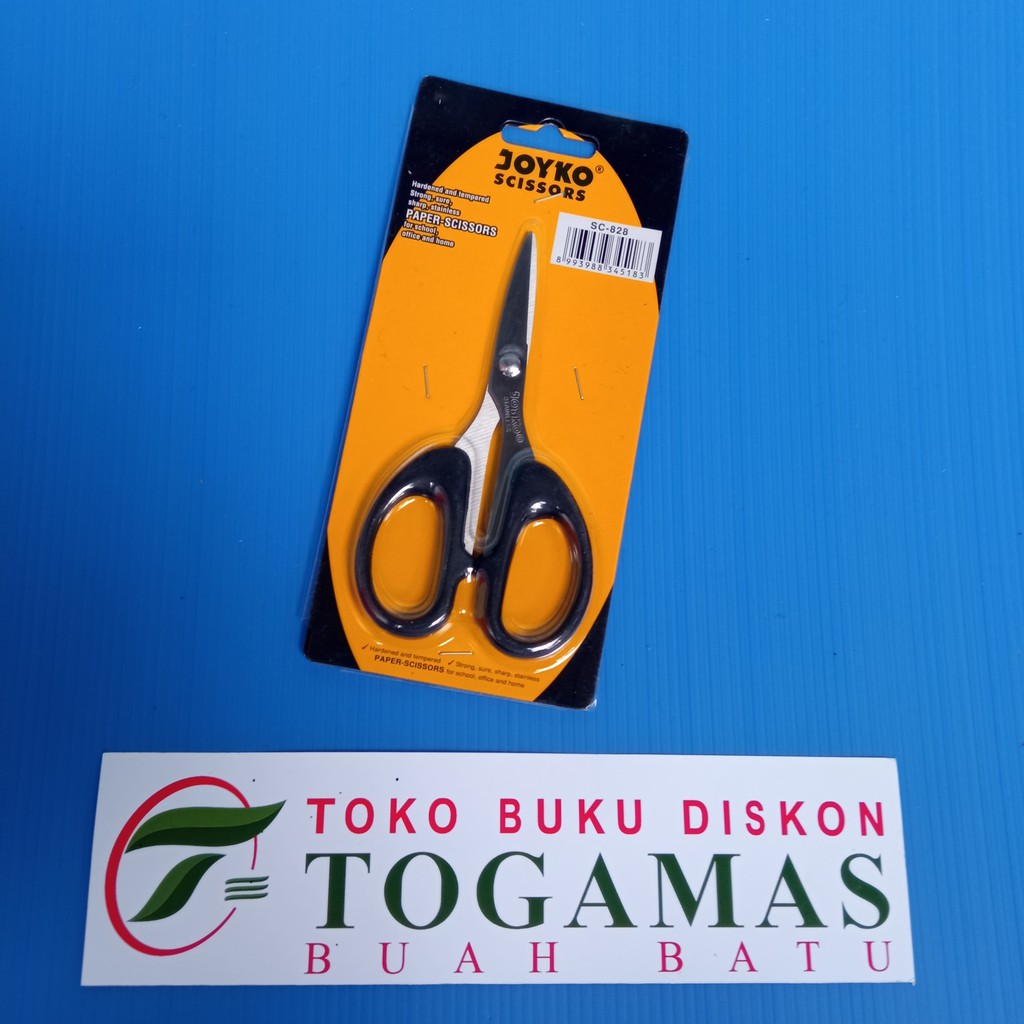 JOYKO®
SCISSORS
Hardened and tempered
Strong, sure,
sharp, stainless
PAPER-SCISSORS
for school,
office and home
SC-828
8 993988 345183
STAINLESS
✓ Hardened and tempered ✓ Strong, sure, sharp, stainless
PAPER-SCISSORS for school, office and home
TOKO BUKU DISKON
TOGAMAS
BUAH BATU